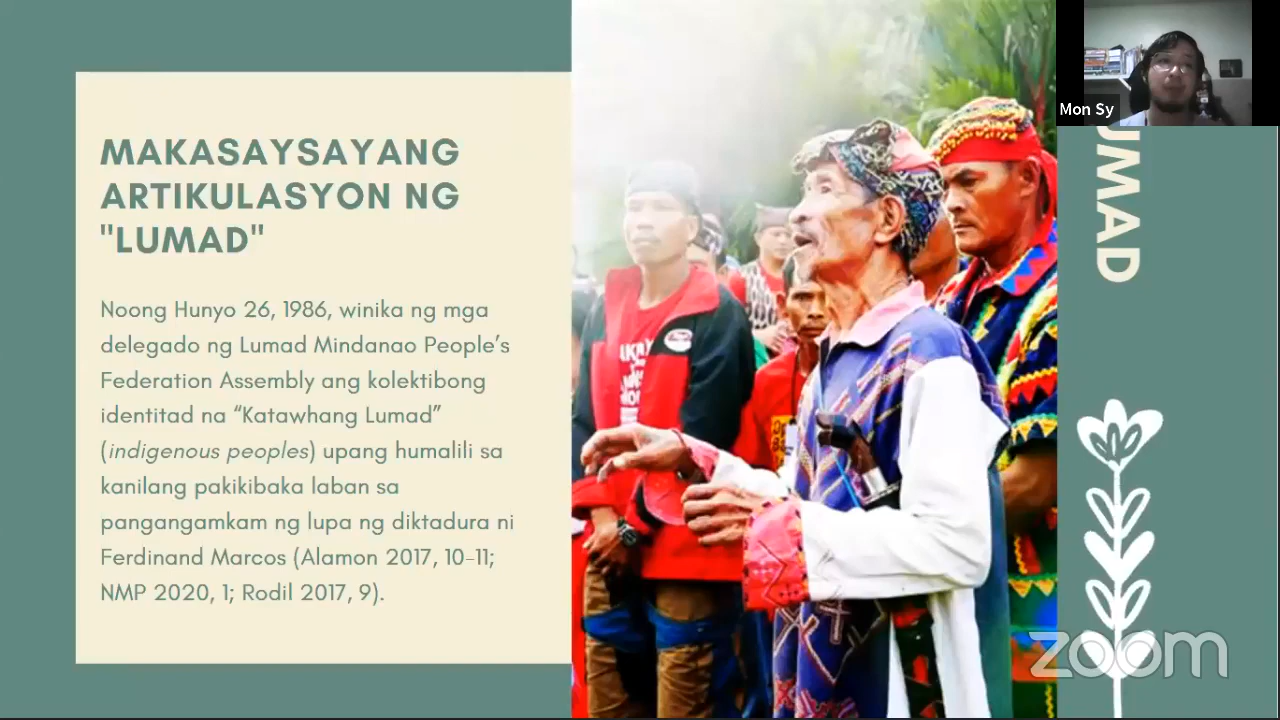 MAKASAYSAYANG
ARTIKULASYON NG
"LUMAD"
Noong Hunyo 26, 1986, winika ng mga
delegado ng Lumad Mindanao People's
Federation Assembly ang kolektibong
identitad na “Katawhang Lumad”
(indigenous peoples) upang humalili sa
kanilang pakikibaka laban sa
pangangamkam ng lupa ng diktadura ni
Ferdinand Marcos (Alamon 2017, 10-11;
NMP 2020, 1; Rodil 2017, 9).
Mon Sy
UMAD
zoom